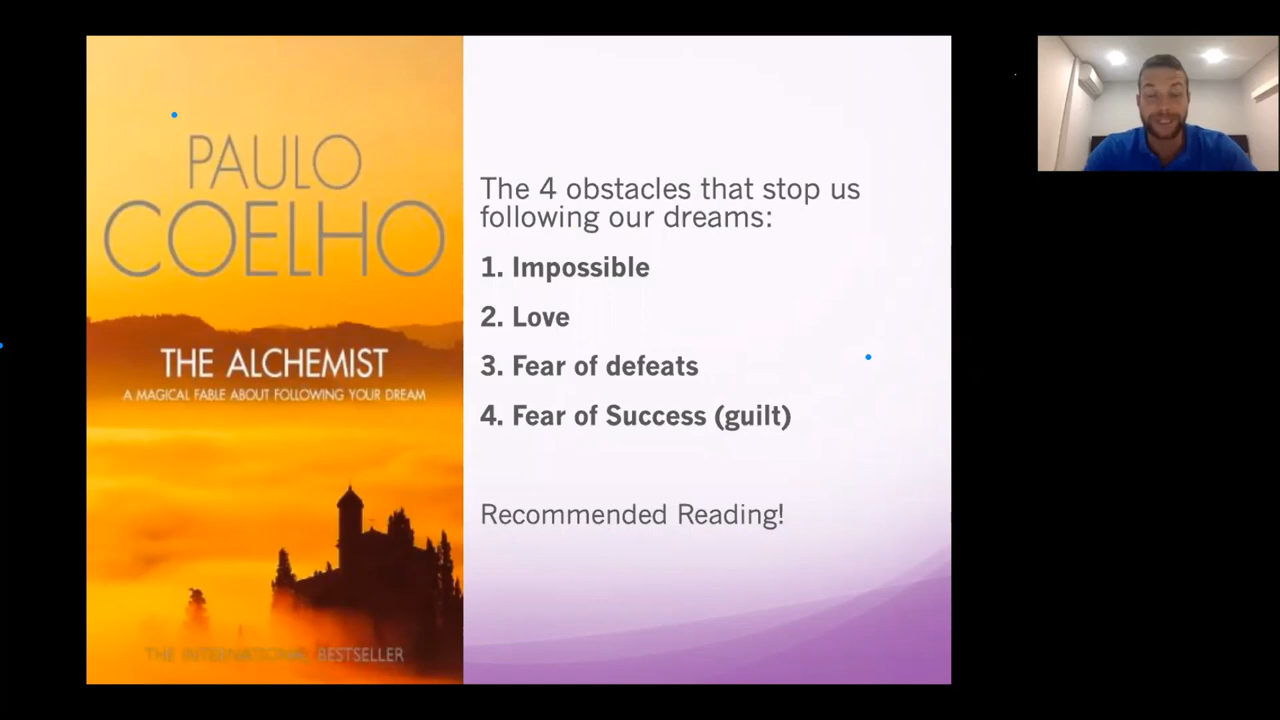 PAULO
COELHO
THE ALCHEMIST
A MAGICAL FABLE ABOUT FOLLOWING YOUR DREAM
THE INTERNATIONAL BESTSELLER
The 4 obstacles that stop us
following our dreams:
1. Impossible
2. Love
3. Fear of defeats
4. Fear of Success (guilt)
Recommended Reading!